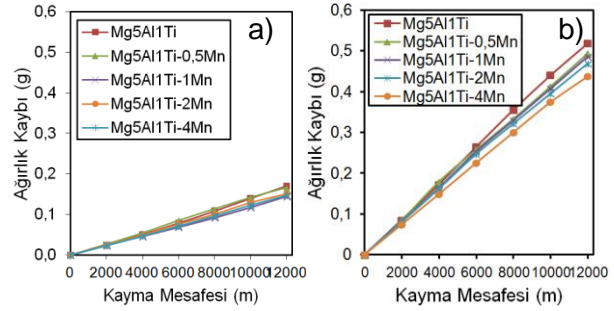 a)
0,6
0,5
0,4
0,3
0,2
0,1
0,0
Ağırlık Kaybı (g)
Mg5Al1Ti
Mg5Al1Ti-0,5Mn
Mg5Al1Ti-1Mn
Mg5Al1Ti-2Mn
Mg5Al1Ti-4Mn
0 2000 4000 6000 8000 10000 12000
Kayma Mesafesi (m)
b)
0,6
0,5
0,4
0,3
0,2
0,1
0
Ağırlık Kaybı (g)
Mg5Al1Ti
Mg5Al1Ti-0,5Mn
Mg5Al1Ti-1Mn
Mg5Al1Ti-2Mn
Mg5Al1Ti-4Mn
0 2000 4000 6000 8000 10000 12000
Kayma Mesafesi (m)